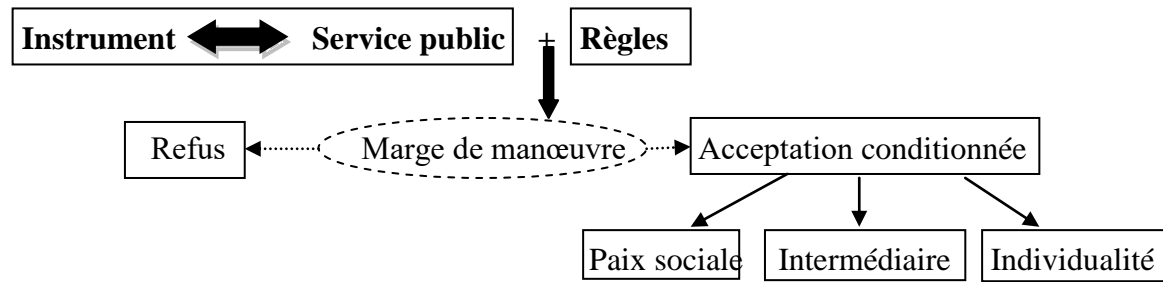 Instrument Service public + Règles
Refus Marge de manœuvre Acceptation conditionnée
Paix sociale Intermédiaire Individualité